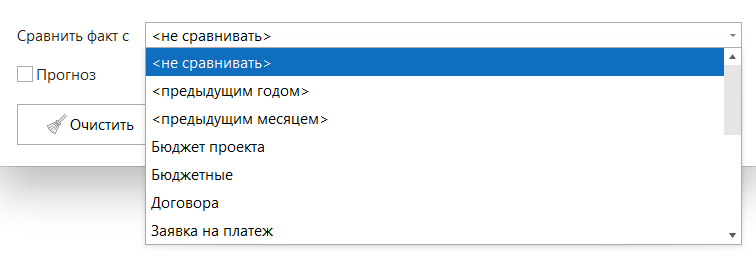 Сравнить факт с <не сравнивать>
<не сравнивать>
Прогноз
<предыдущим годом>
<предыдущим месяцем>
Очистить
Бюджет проекта
Бюджетные
Договора
Заявка на платеж